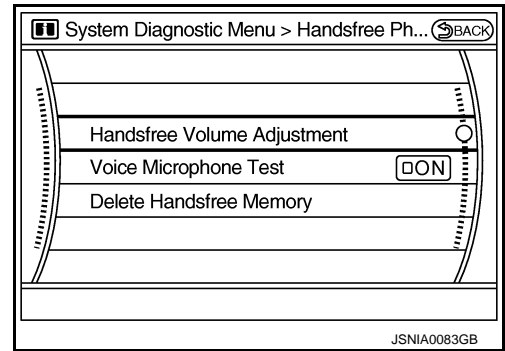 System Diagnostic Menu > Handsfree Ph... BACK
Handsfree Volume Adjustment
Voice Microphone Test ON
Delete Handsfree Memory
JSNIA0083GB